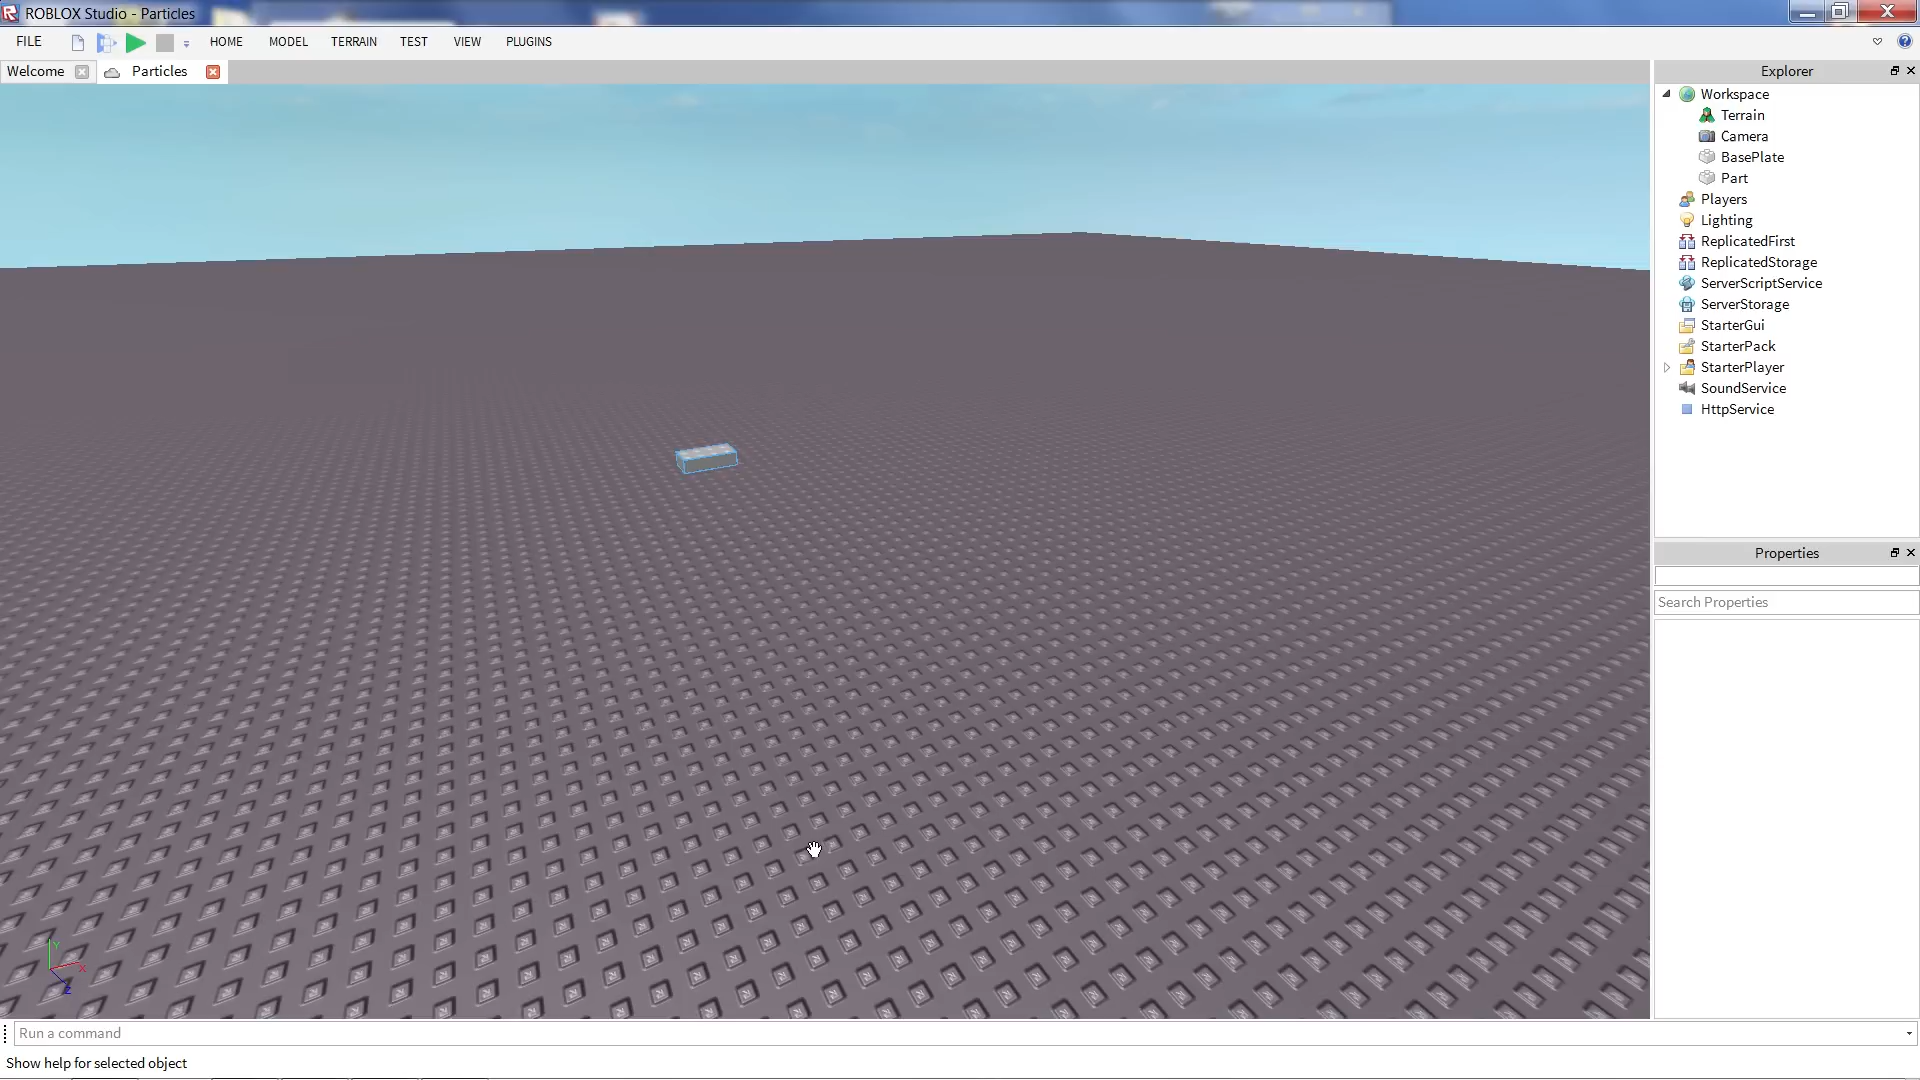 ROBLOX Studio - Particles
FILE HOME MODEL TERRAIN TEST VIEW PLUGINS
Welcome Particles
Explorer
Workspace
Terrain
Camera
BasePlate
Part
Players
Lighting
ReplicatedFirst
ReplicatedStorage
ServerScriptService
ServerStorage
StarterGui
StarterPack
StarterPlayer
SoundService
HttpService
Properties
Search Properties
Y
X
Z
Run a command
Show help for selected object